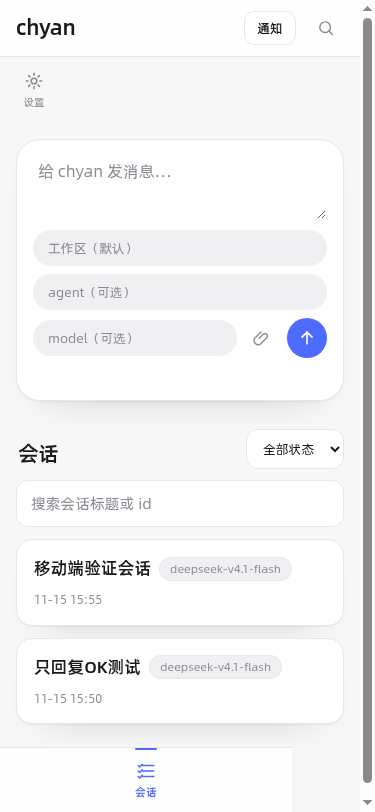 chyan
通知
设置
给 chyan 发消息...
工作区（默认）
agent（可选）
model（可选）
会话
全部状态
搜索会话标题或 id
移动端验证会话 deepseek-v4.1-flash
11-15 15:55
只回复OK测试 deepseek-v4.1-flash
11-15 15:50
会话